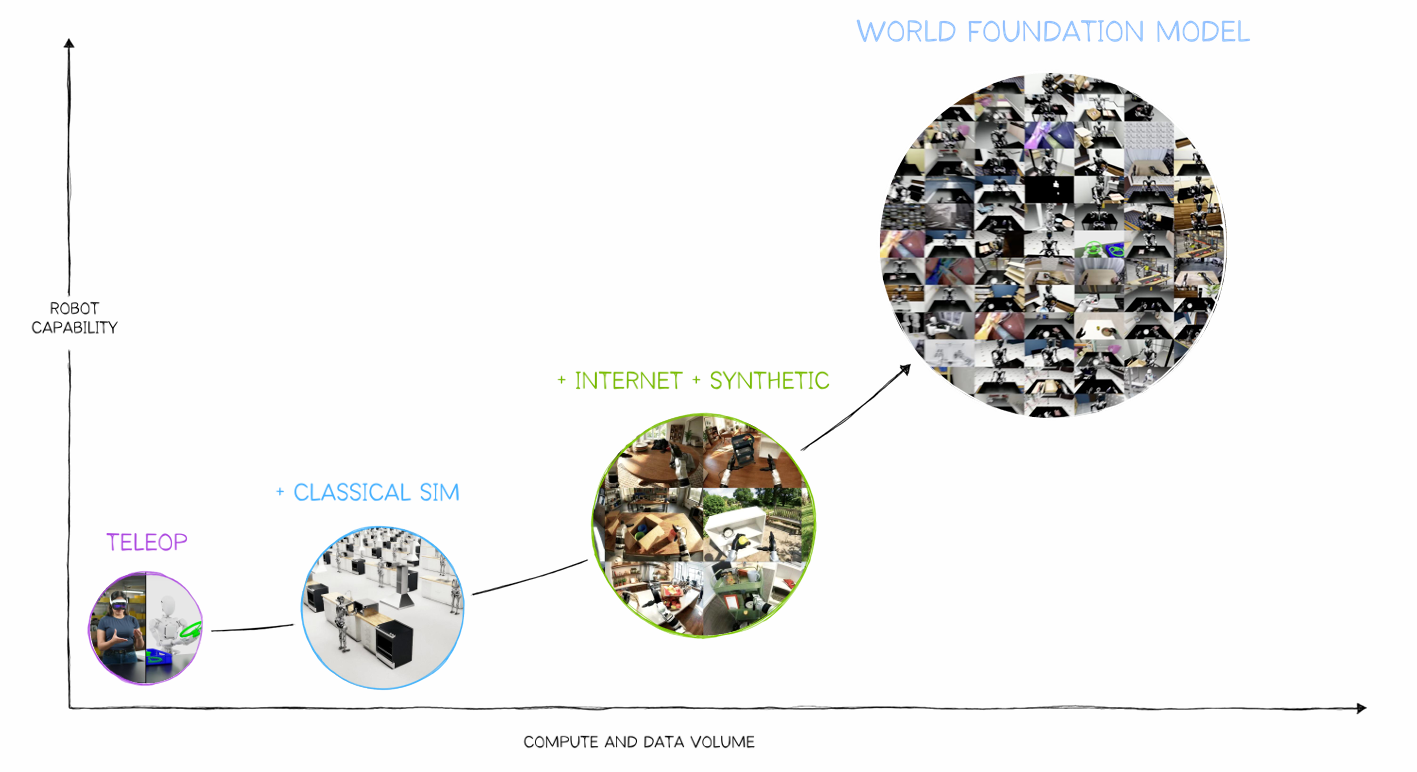 WORLD FOUNDATION MODEL
ROBOT
CAPABILITY
+ INTERNET + SYNTHETIC
+ CLASSICAL SIM
TELEOP
COMPUTE AND DATA VOLUME